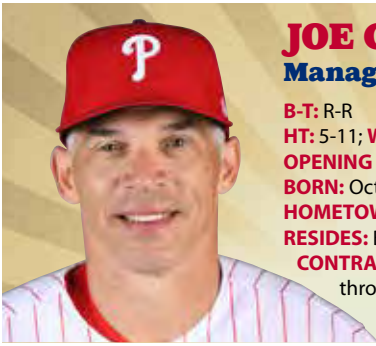 P
JOE
Manag
B-T: R-R
HT: 5-11; W
OPENING
BORN: Oct
HOMETOW
RESIDES:
CONTRA
thro